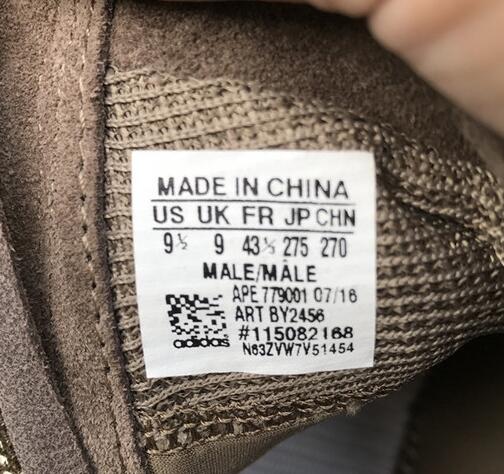 MADE IN CHINA
US UK FR JP CHN
9½ 9 43⅓ 275 270
MALE/MÂLE
APE 779001 07/16
ART BY2456
#115082168
adidas
N63ZVW7V51454